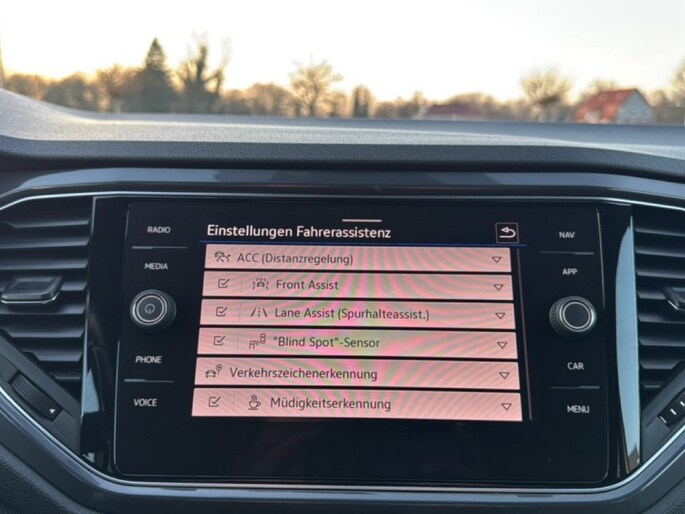 RADIO
MEDIA
PHONE
VOICE
Einstellungen Fahrerassistenz
ACC (Distanzregelung)
Front Assist
Lane Assist (Spurhalteassist.)
"Blind Spot"-Sensor
Verkehrszeichenerkennung
Müdigkeitserkennung
NAV
APP
CAR
MENU